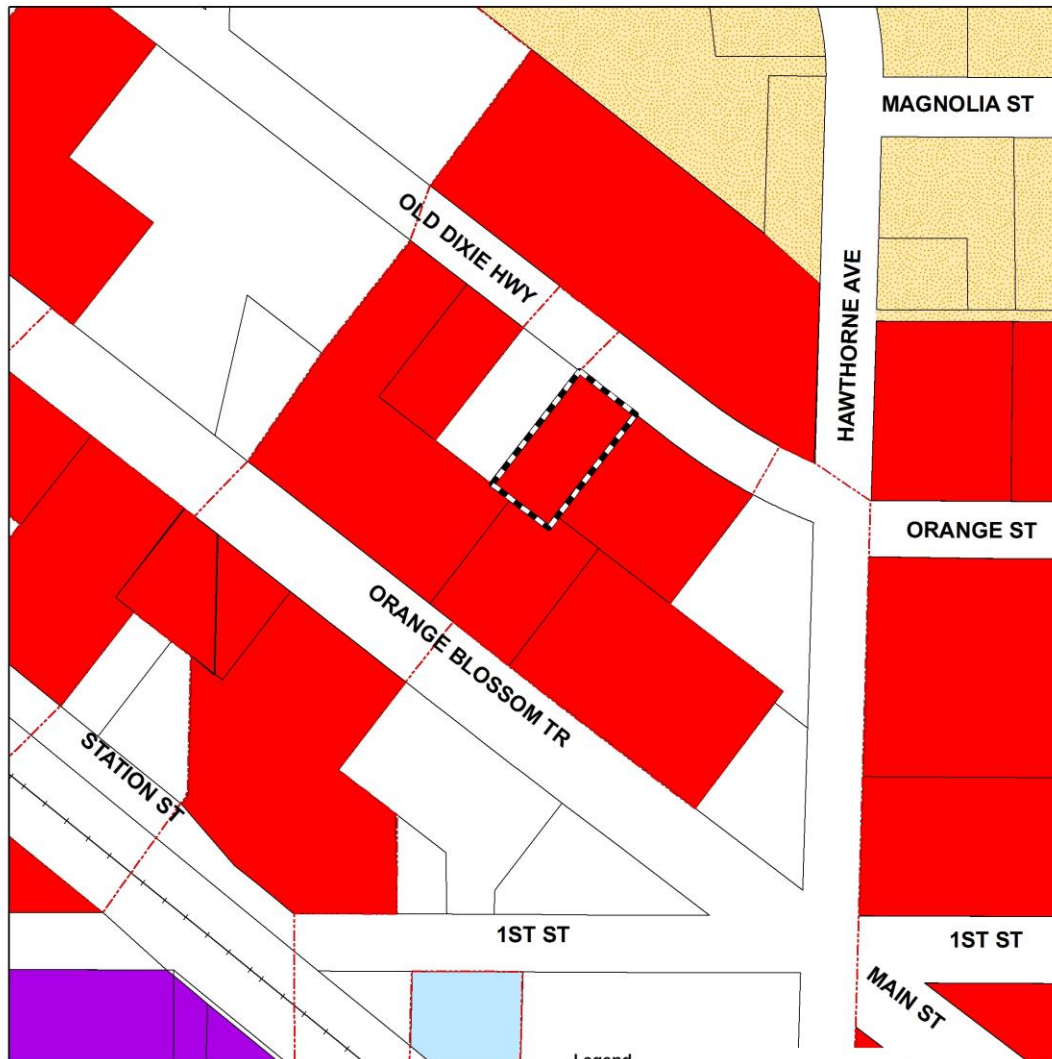 MAGNOLIA ST
OLD DIXIE HWY
HAWTHORNE AVE
ORANGE ST
ORANGE BLOSSOM TR
STATION ST
1ST ST
1ST ST
MAIN ST
Legend